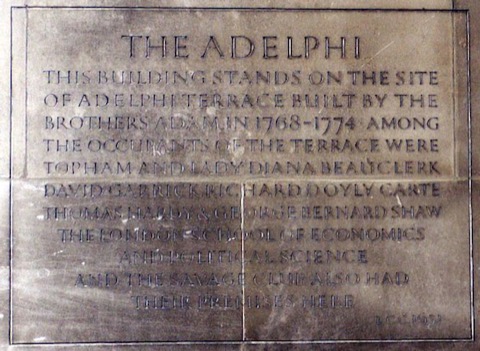 THE ADELPHI
THIS BUILDING STANDS ON THE SITE
OF ADELPHI TERRACE BUILT BY THE
BROTHERS ADAM IN 1768-1774 AMONG
THE OCCUPANTS OF THE TERRACE WERE
TOPHAM AND LADY DIANA BEAUCLERK
DAVID GARRICK RICHARD D'OYLY CARTE
THOMAS HARDY & GEORGE BERNARD SHAW
THE LONDON SCHOOL OF ECONOMICS
AND POLITICAL SCIENCE
AND THE SAVAGE CLUB ALSO HAD
THEIR PREMISES HERE